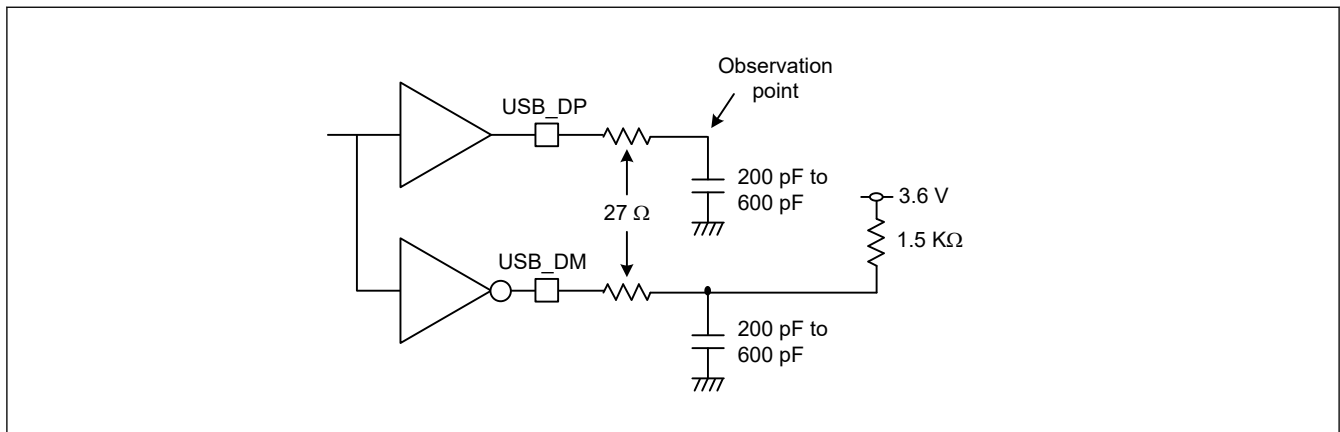 Observation
point
USB_DP
200 pF to
600 pF
3.6 V
27 Ω
1.5 KΩ
USB_DM
200 pF to
600 pF